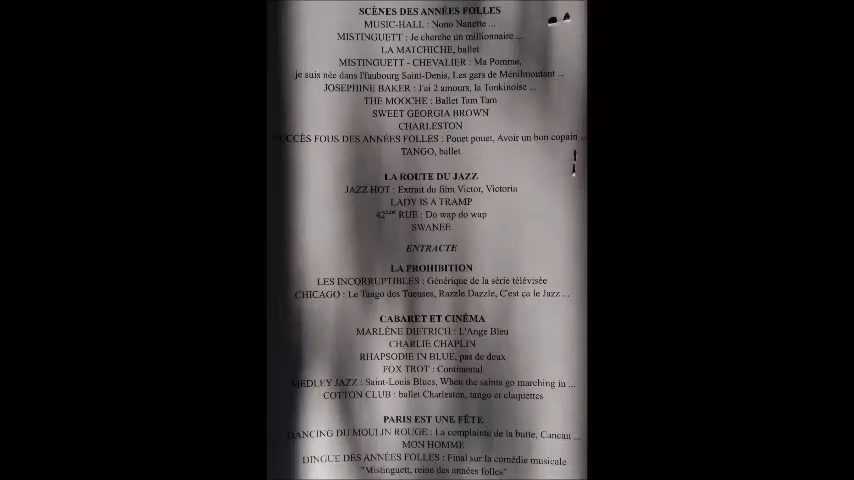 SCÈNES DES ANNÉES FOLLES
MUSIC-HALL : Nono Nanette ...
MISTINGUETT : Je cherche un millionnaire ...
LA MATCHICHE, ballet
MISTINGUETT - CHEVALIER : Ma Pomme,
je suis née dans l'faubourg Saint-Denis, Les gars de Ménilmontant ...
JOSEPHINE BAKER : J'ai 2 amours, la Tonkinoise ...
THE MOOCHE : Ballet Tam Tam
SWEET GEORGIA BROWN
CHARLESTON
UCCÈS FOUS DES ANNÉES FOLLES : Pouet pouet, Avoir un bon copain ...
TANGO, ballet
LA ROUTE DU JAZZ
JAZZ HOT : Extrait du film Victor, Victoria
LADY IS A TRAMP
42ème RUE : Do wap do wap
SWANEE
ENTRACTE
LA PROHIBITION
LES INCORRUPTIBLES : Générique de la série télévisée
CHICAGO : Le Tango des Tueuses, Razzle Dazzle, C'est ça le Jazz ...
CABARET ET CINÉMA
MARLÈNE DIETRICH : L'Ange Bleu
CHARLIE CHAPLIN
RHAPSODIE IN BLUE, pas de deux
FOX TROT : Continental
MEDLEY JAZZ : Saint-Louis Blues, When the saints go marching in ...
COTTON CLUB : ballet Charleston, tango et claquettes
PARIS EST UNE FÊTE
DANCING DU MOULIN ROUGE : La complainte de la butte, Cancan ...
MON HOMME
DINGUE DES ANNÉES FOLLES : Final sur la comédie musicale
"Mistinguett, reine des années folles"